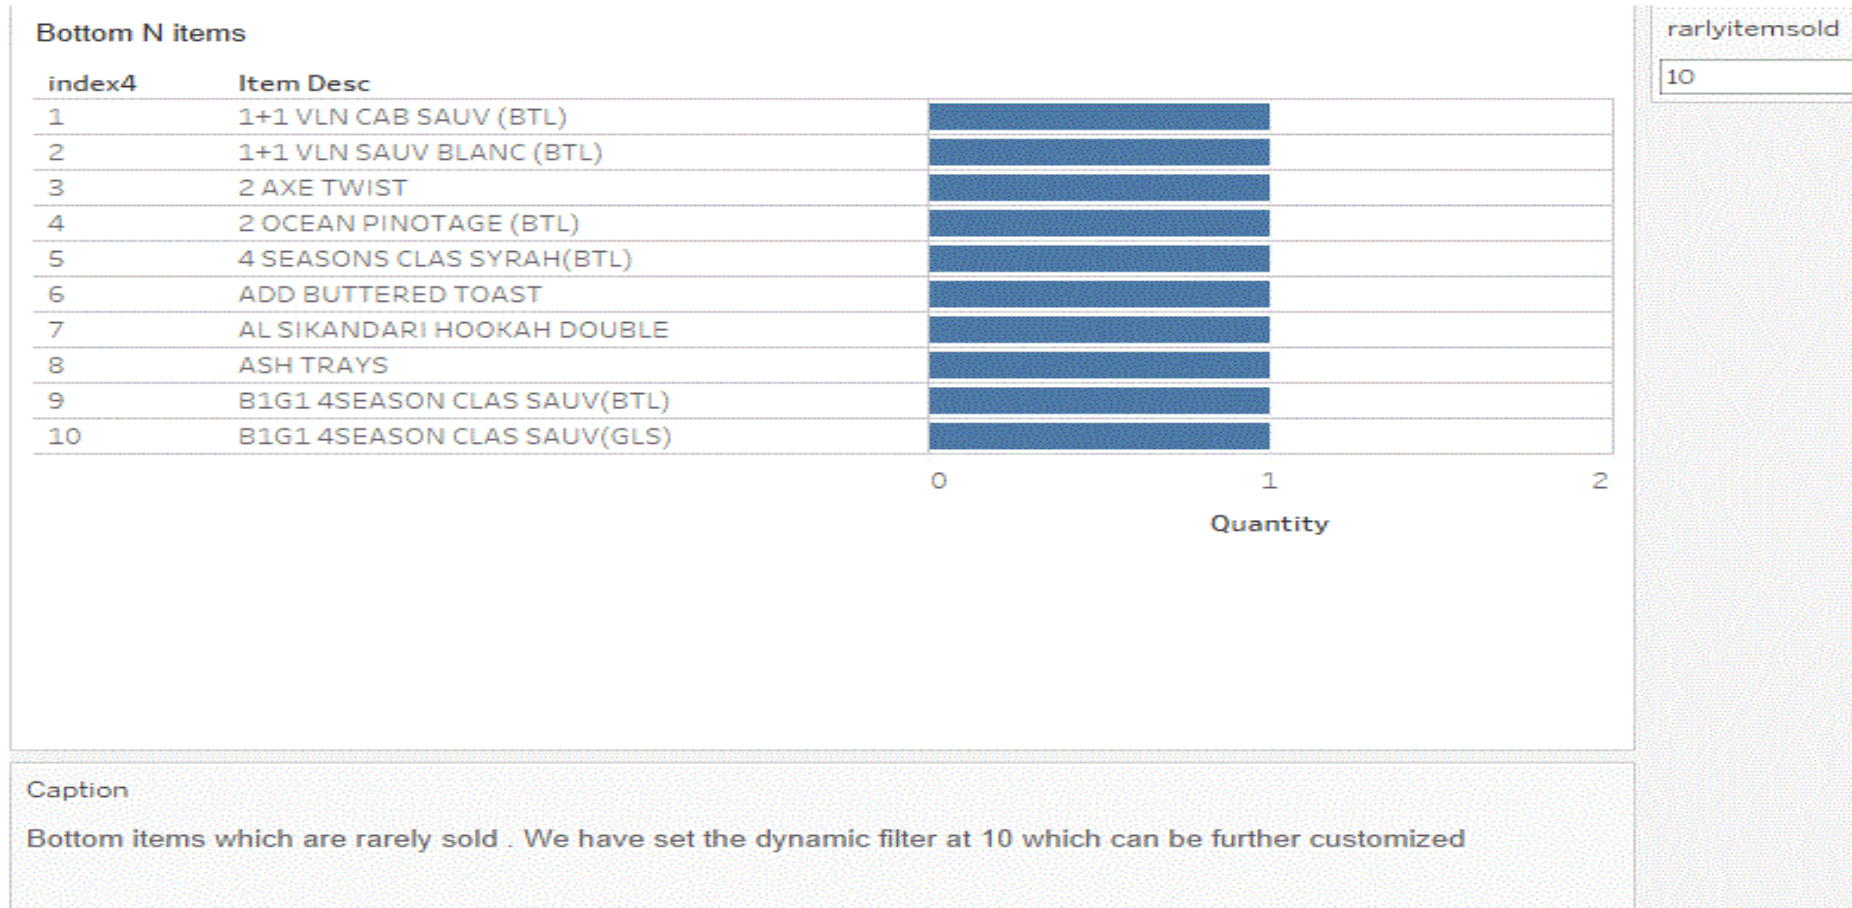 Bottom N items
rarlyitemsold
10
index4 Item Desc
1 1+1 VLN CAB SAUV (BTL)
2 1+1 VLN SAUV BLANC (BTL)
3 2 AXE TWIST
4 2 OCEAN PINOTAGE (BTL)
5 4 SEASONS CLAS SYRAH(BTL)
6 ADD BUTTERED TOAST
7 AL SIKANDARI HOOKAH DOUBLE
8 ASH TRAYS
9 B1G1 4SEASON CLAS SAUV(BTL)
10 B1G1 4SEASON CLAS SAUV(GLS)
0 1 2
Quantity
Caption
Bottom items which are rarely sold . We have set the dynamic filter at 10 which can be further customized